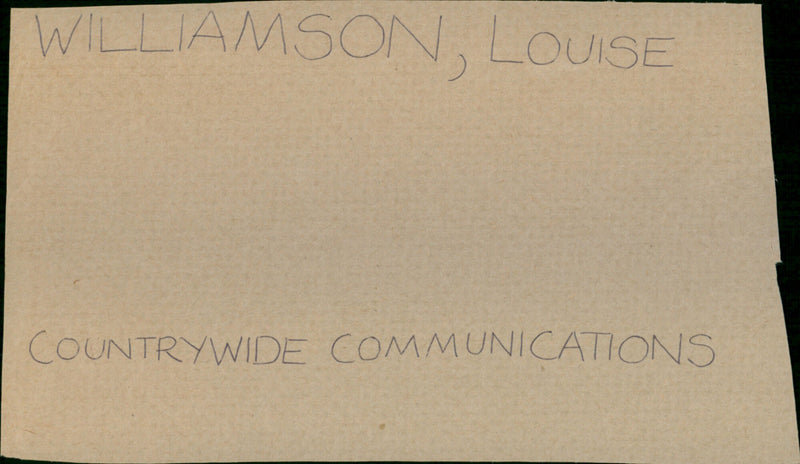 WILLIAMSON, LOUISE
COUNTRYWIDE COMMUNICATIONS